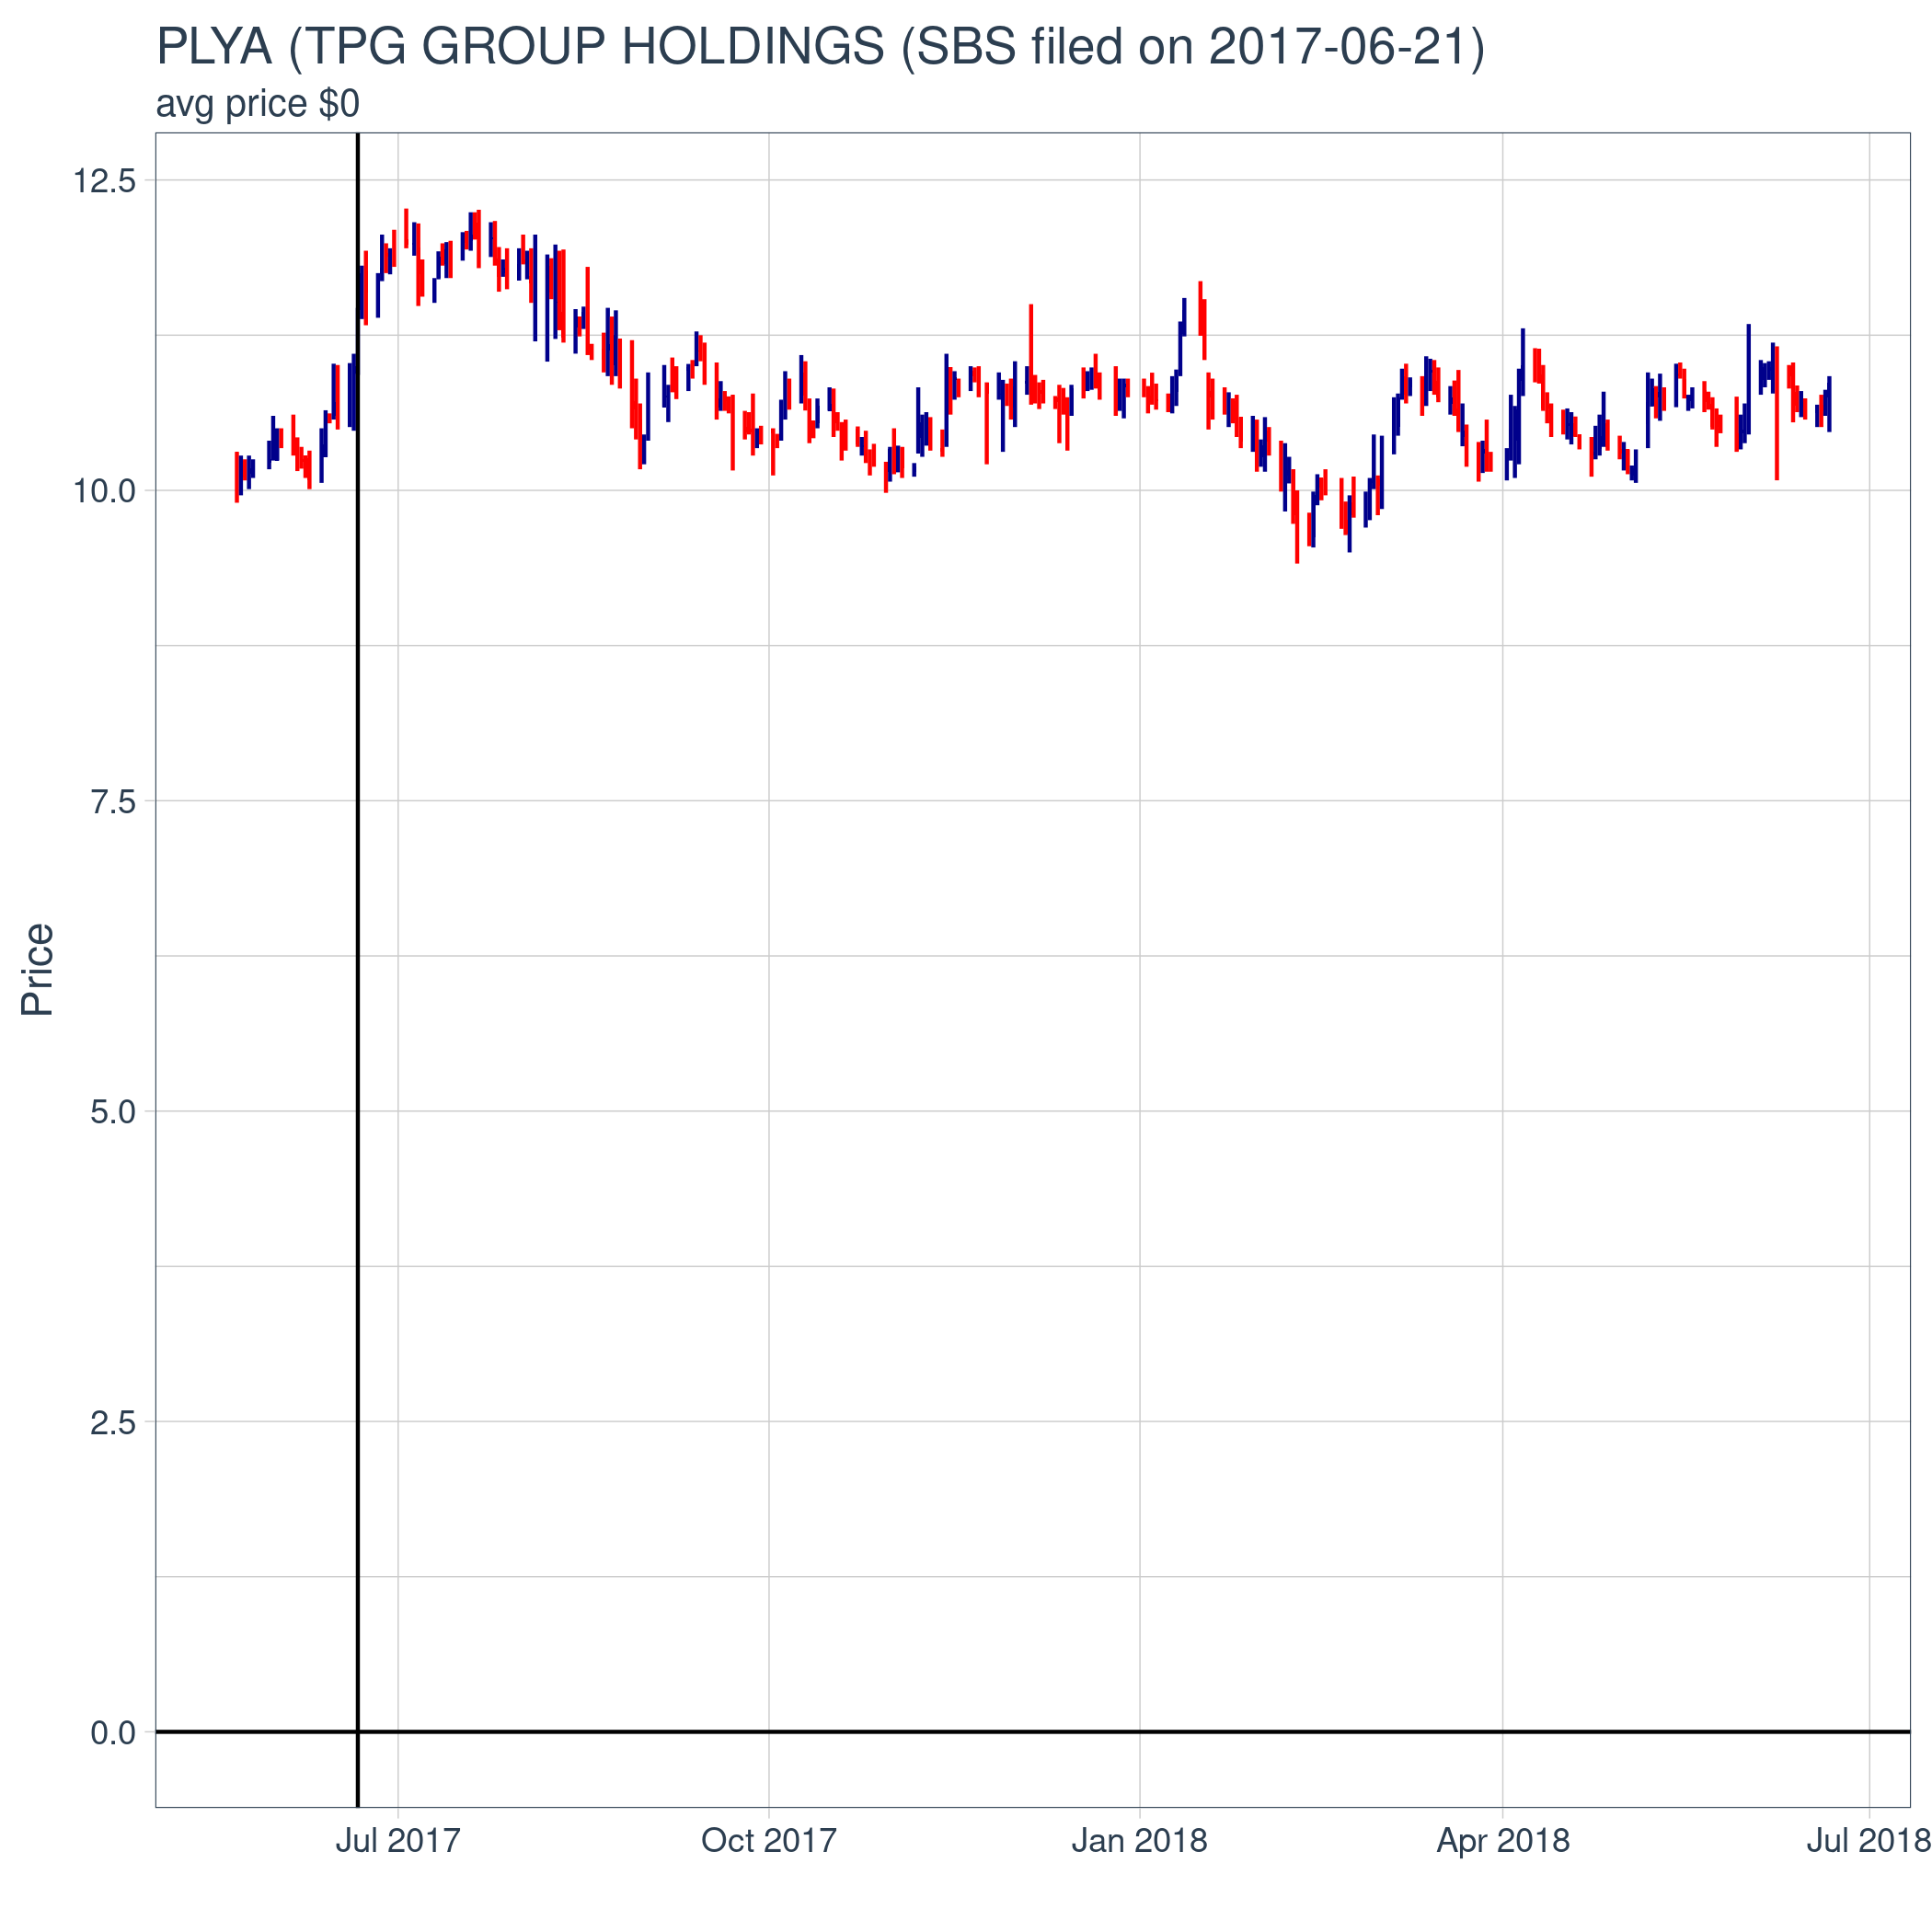 PLYA (TPG GROUP HOLDINGS (SBS filed on 2017-06-21)
avg price $0
12.5
10.0
7.5
5.0
2.5
0.0
Price
Jul 2017
Oct 2017
Jan 2018
Apr 2018
Jul 2018